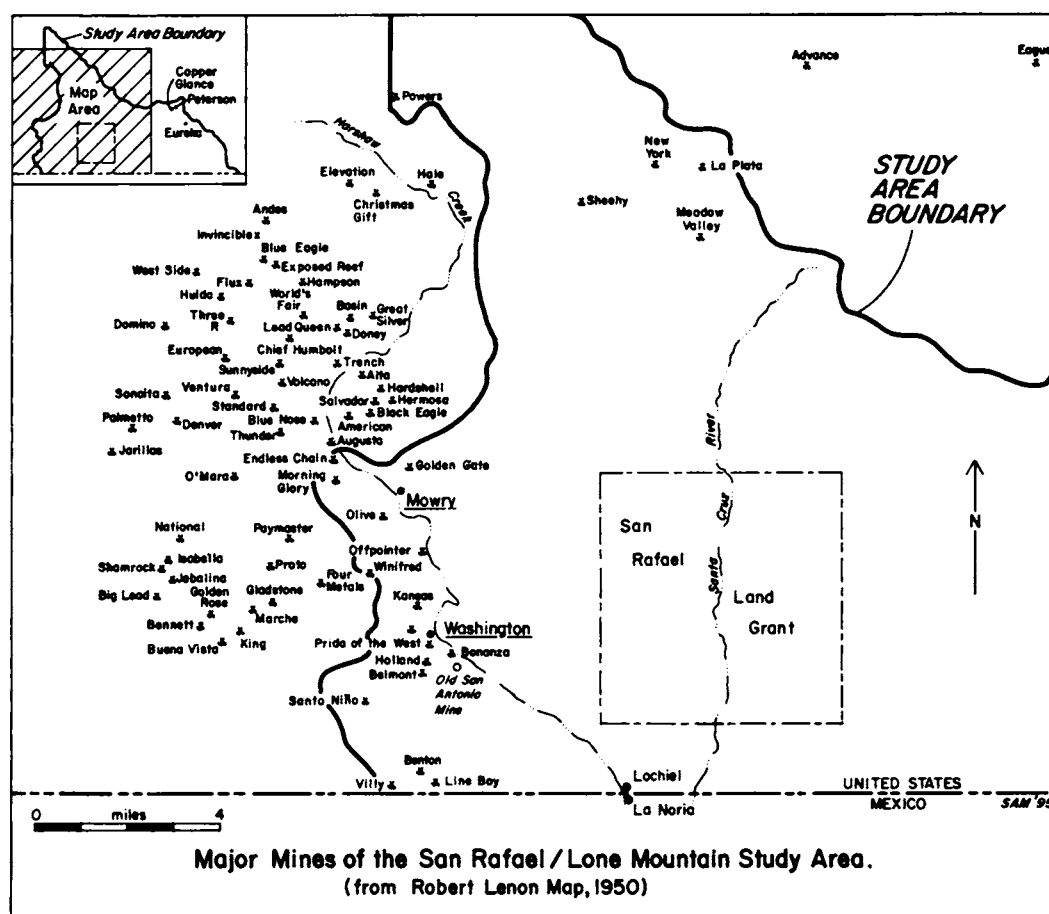 Study Area Boundary
Copper
Glance
Peterson
Map
Area
Eureka
Powers
Advance
Harshaw
Creek
New
York
La Plata
STUDY
AREA
BOUNDARY
Elevation
Hale
Christmas
Gift
Sheehy
Meadow
Valley
Andes
Invincible
Blue Eagle
Exposed Reef
West Side
Flux
Hampson
Hulda
World's
Fair
Basin
Great
Silver
Three
R
Domino
Lead Queen
Doney
European
Chief Humbolt
Trench
Sunnyside
Alta
Volcano
Sonoita
Ventura
Hardshell
Salvador
Hermosa
Standard
Black Eagle
Palmetto
Denver
Blue Nose
American
Thunder
Augusta
Jarillas
Endless Chain
Golden Gate
O'Mara
Morning
Glory
Mowry
River
Cruz
Santa
San
Rafael
Land
Grant
N
Olive
National
Paymaster
Offpointer
Isabella
Shamrock
Proto
Winifred
Jabalina
Four
Metals
Big Lead
Golden
Rose
Gladstone
Kansas
Marche
Bennett
King
Washington
Buena Vista
Prida of the West
Bonanza
Holland
Belmont
Old San
Antonio
Mine
Santo Niño
Benton
Villy
Line Boy
Lochiel
La Noria
UNITED STATES
MEXICO
0 miles 4
Major Mines of the San Rafael / Lone Mountain Study Area.
(from Robert Lenon Map, 1950)